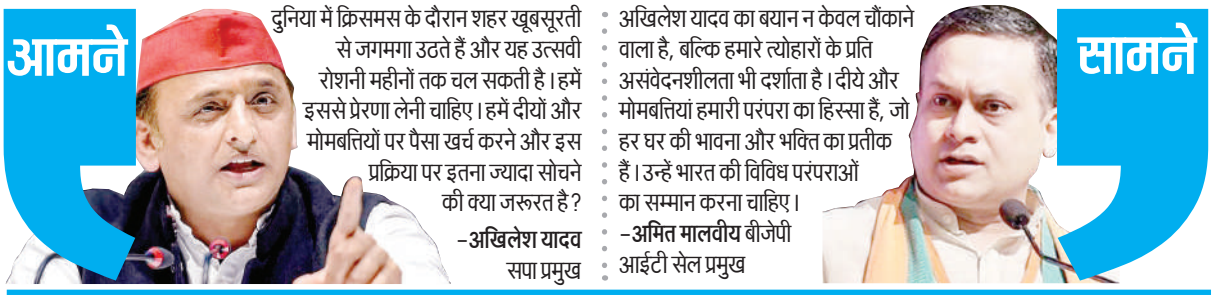 आमने
दुनिया में क्रिसमस के दौरान शहर खूबसूरती
से जगमगा उठते हैं और यह उत्सवी
रोशनी महीनों तक चल सकती है। हमें
इससे प्रेरणा लेनी चाहिए। हमें दीयों और
मोमबत्तियों पर पैसा खर्च करने और इस
प्रक्रिया पर इतना ज्यादा सोचने
की क्या जरूरत है?
–अखिलेश यादव
सपा प्रमुख
अखिलेश यादव का बयान न केवल चौंकाने
वाला है, बल्कि हमारे त्योहारों के प्रति
असंवेदनशीलता भी दर्शाता है। दीये और
मोमबत्तियां हमारी परंपरा का हिस्सा हैं, जो
हर घर की भावना और भक्ति का प्रतीक
हैं। उन्हें भारत की विविध परंपराओं
का सम्मान करना चाहिए।
–अमित मालवीय बीजेपी
आईटी सेल प्रमुख
सामने